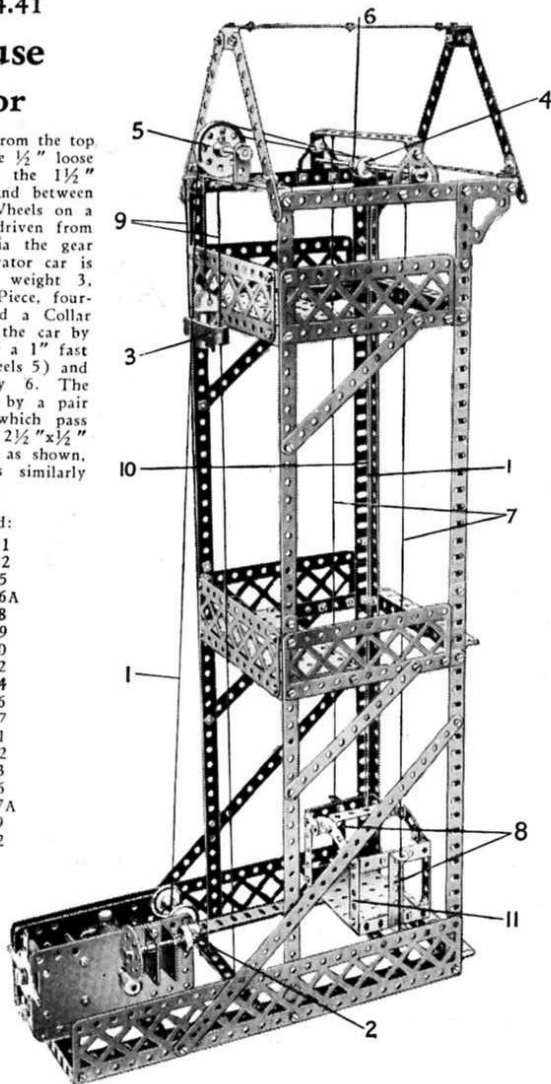 4.41
use
or
rom the top
½" loose
the 1½"
nd between
Wheels on a
driven from
ia the gear
ator car is
weight 3,
Piece, four-
d a Collar
the car by
a 1" fast
eels 5) and
y 6. The
by a pair
which pass
2½"x½"
as shown,
s similarly
d:
1
2
5
6A
8
9
0
2
4
6
7
1
2
3
6
7A
9
2
6
4
5
9
3
10
1
7
1
8
11
2